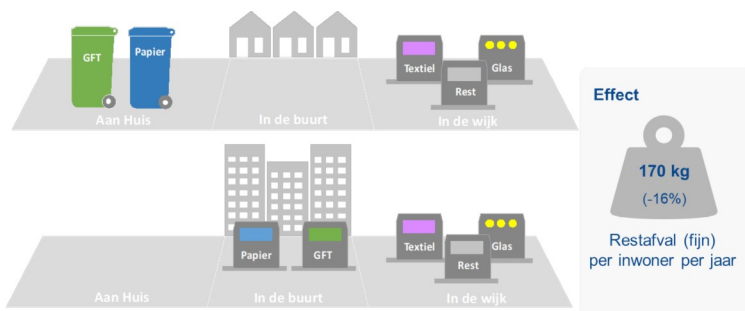 GFT
Papier
Textiel
Glas
Rest
Aan Huis
In de buurt
In de wijk
Papier
GFT
Textiel
Glas
Rest
Aan Huis
In de buurt
In de wijk
Effect
170 kg
(-16%)
Restafval (fijn)
per inwoner per jaar